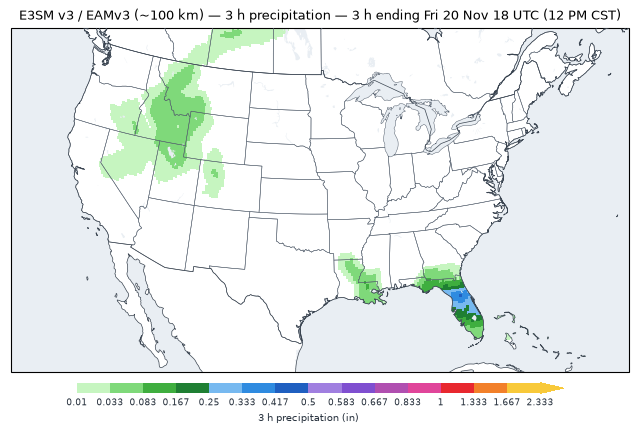 E3SM v3 / EAMv3 (~100 km) — 3 h precipitation — 3 h ending Fri 20 Nov 18 UTC (12 PM CST)
0.01 0.033 0.083 0.167 0.25 0.333 0.417 0.5 0.583 0.667 0.833 1 1.333 1.667 2.333
3 h precipitation (in)